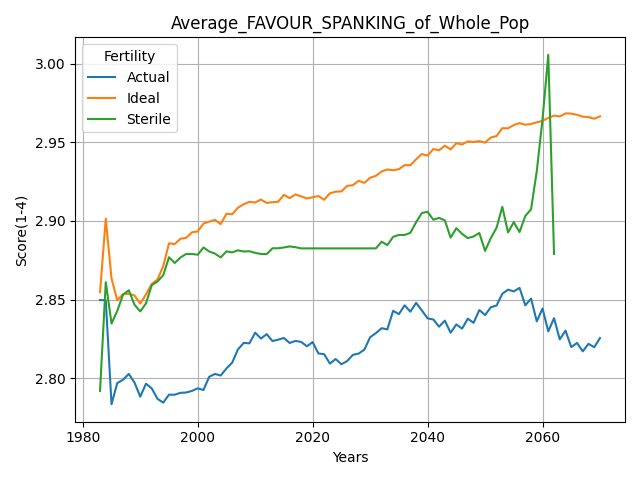 Average_FAVOUR_SPANKING_of_Whole_Pop
Fertility
Actual
Ideal
Sterile
Score(1-4)
3.00
2.95
2.90
2.85
2.80
1980 2000 2020 2040 2060
Years